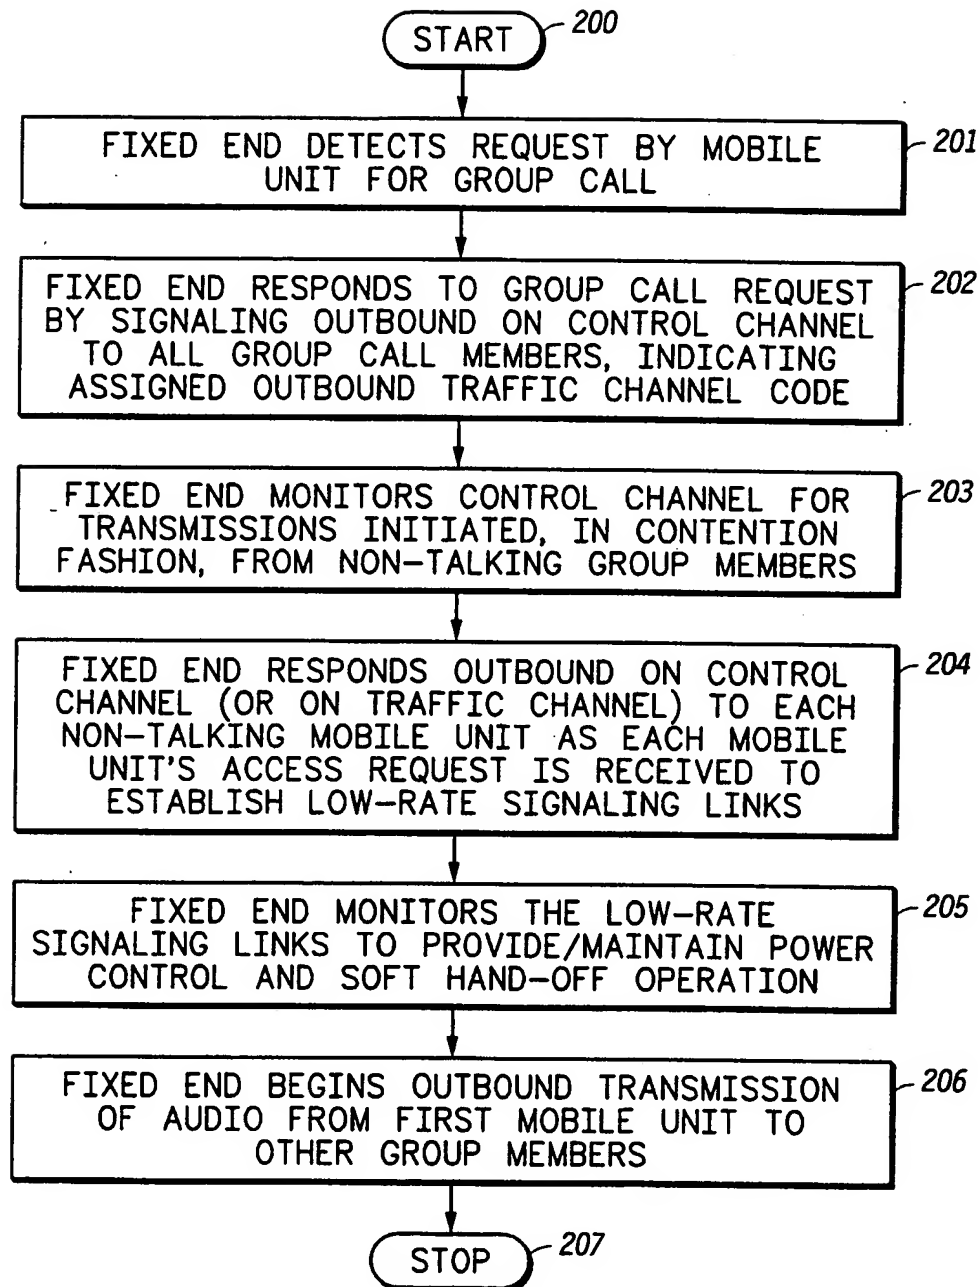 START
200
FIXED END DETECTS REQUEST BY MOBILE
UNIT FOR GROUP CALL
201
FIXED END RESPONDS TO GROUP CALL REQUEST
BY SIGNALING OUTBOUND ON CONTROL CHANNEL
TO ALL GROUP CALL MEMBERS, INDICATING
ASSIGNED OUTBOUND TRAFFIC CHANNEL CODE
202
FIXED END MONITORS CONTROL CHANNEL FOR
TRANSMISSIONS INITIATED, IN CONTENTION
FASHION, FROM NON-TALKING GROUP MEMBERS
203
FIXED END RESPONDS OUTBOUND ON CONTROL
CHANNEL (OR ON TRAFFIC CHANNEL) TO EACH
NON-TALKING MOBILE UNIT AS EACH MOBILE
UNIT'S ACCESS REQUEST IS RECEIVED TO
ESTABLISH LOW-RATE SIGNALING LINKS
204
FIXED END MONITORS THE LOW-RATE
SIGNALING LINKS TO PROVIDE/MAINTAIN POWER
CONTROL AND SOFT HAND-OFF OPERATION
205
FIXED END BEGINS OUTBOUND TRANSMISSION
OF AUDIO FROM FIRST MOBILE UNIT TO
OTHER GROUP MEMBERS
206
STOP
207